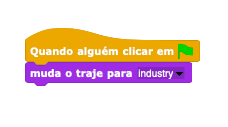 Quando alguém clicar em
muda o traje para Industry